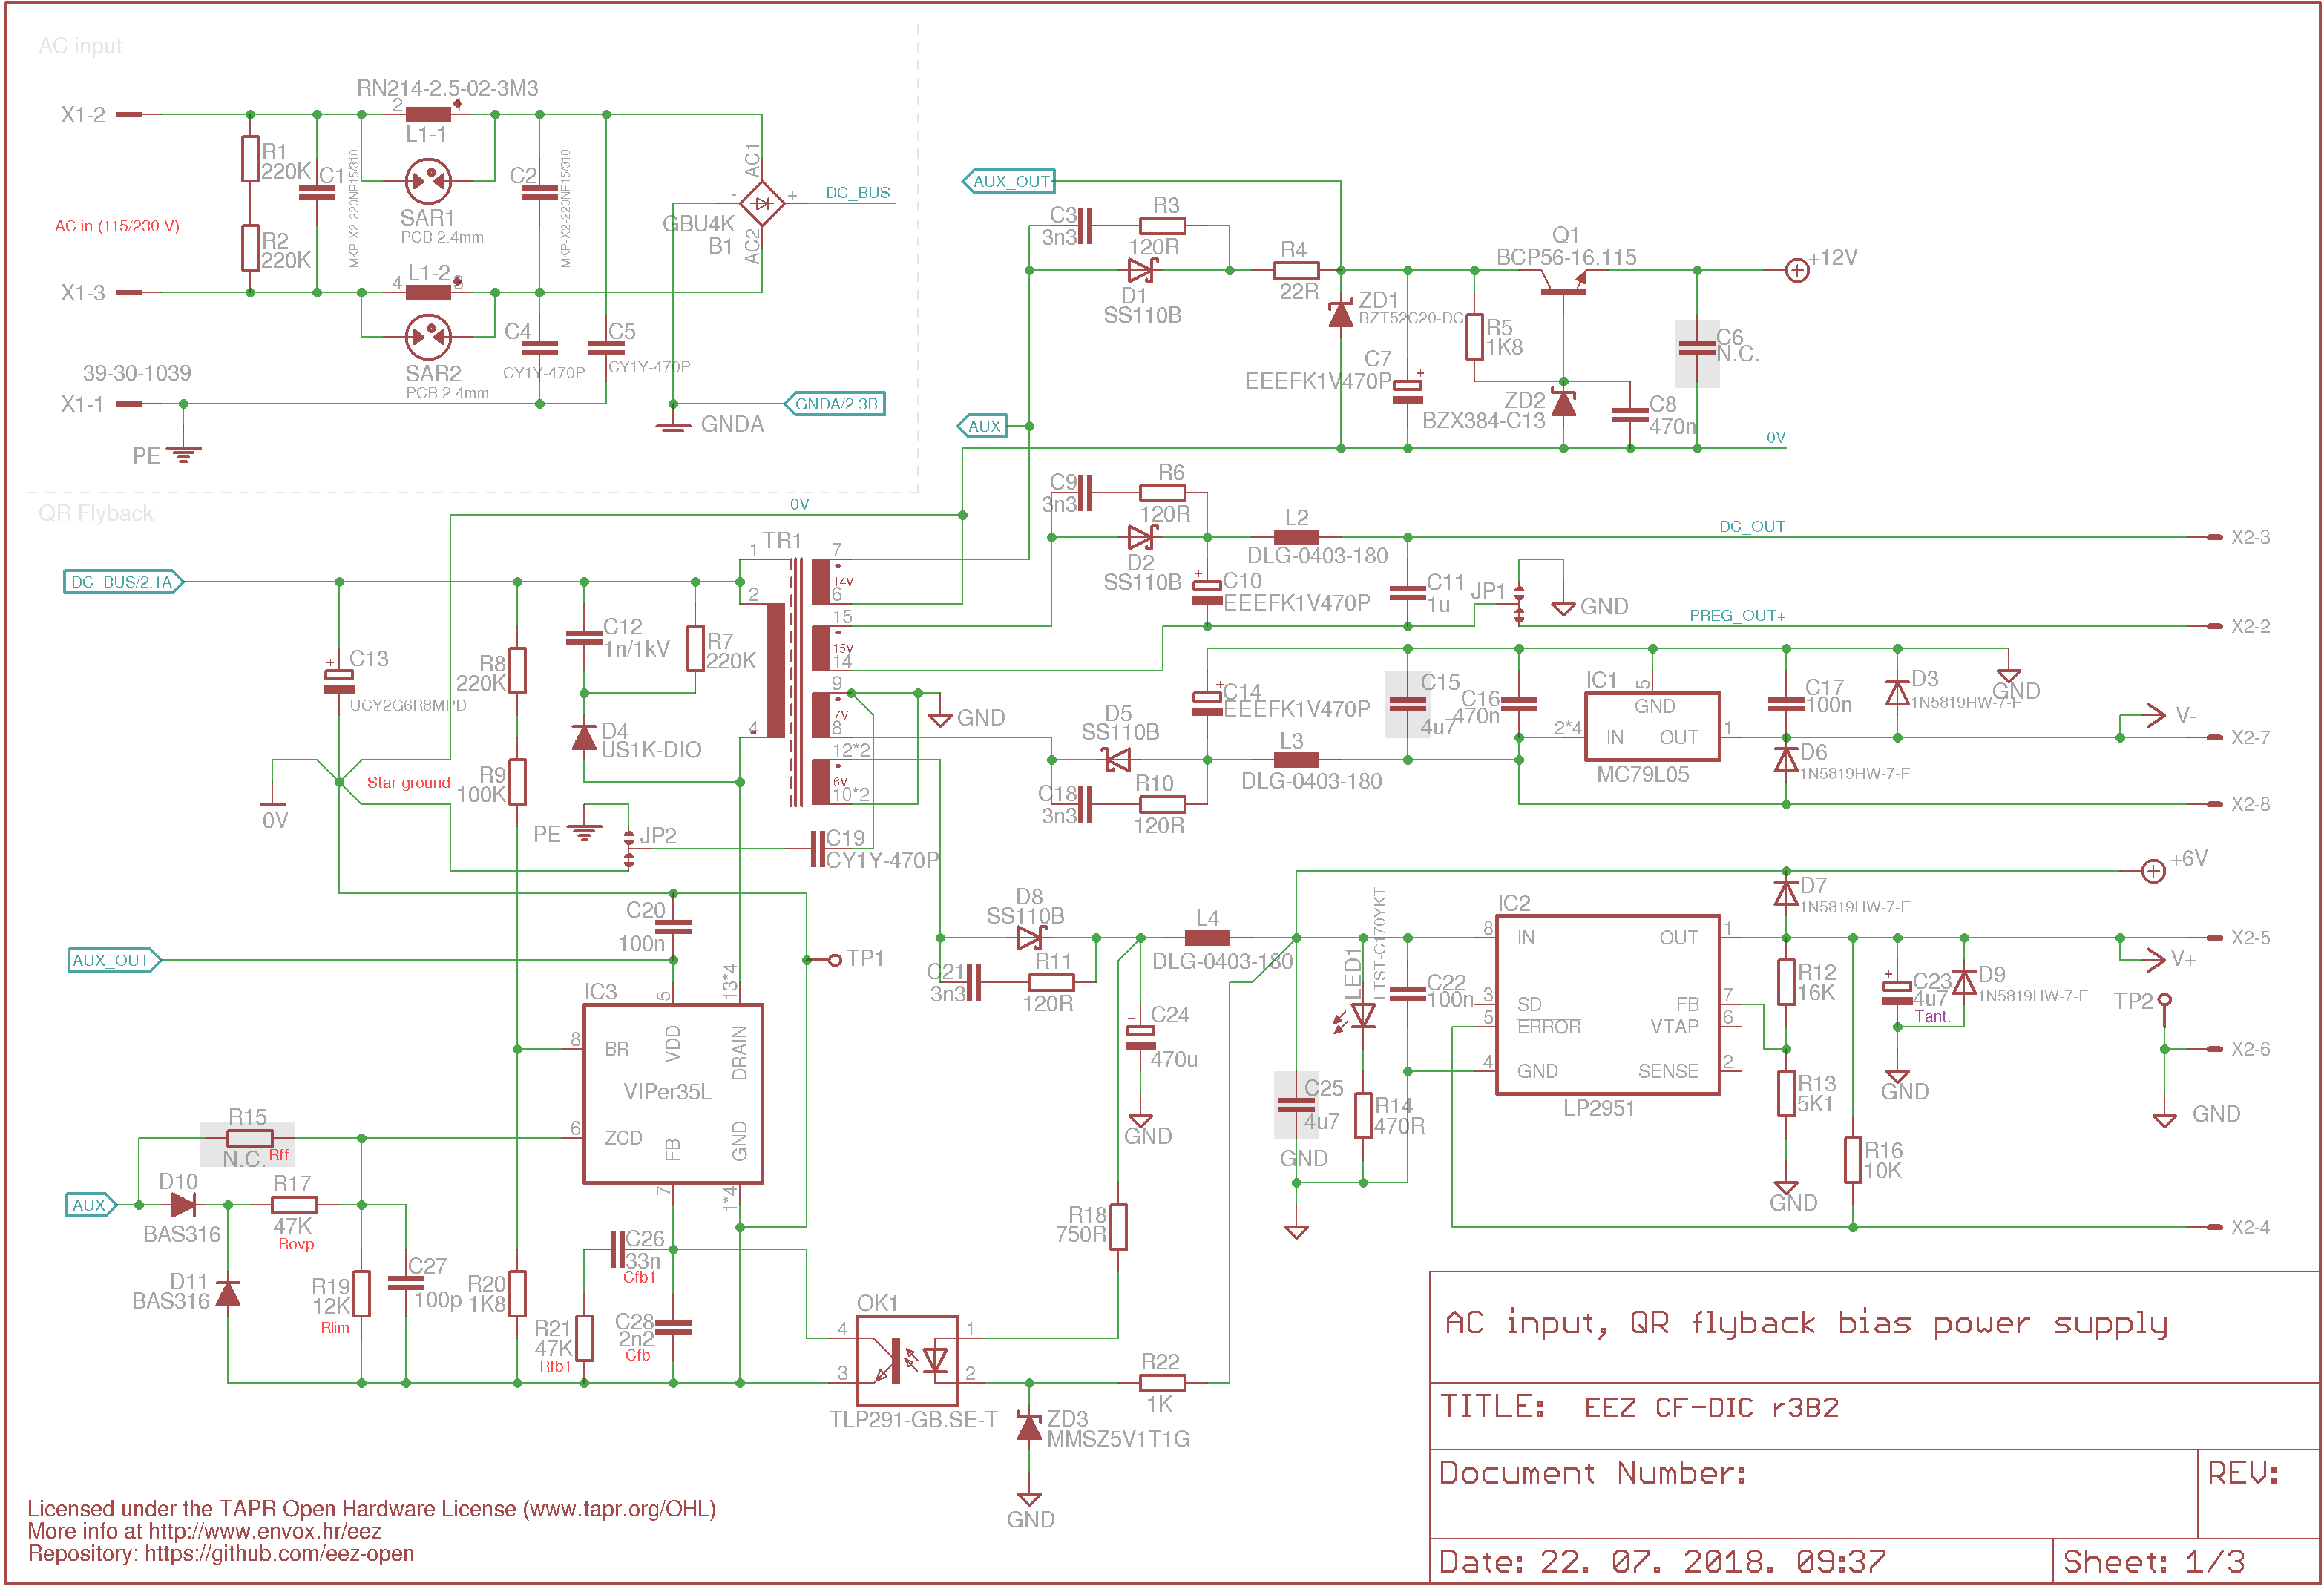 AC input
RN214-2.5-02-3M3
X1-2
2
L1-1
R1
220K
C1
MKP-X2-220NR15/310
C2
MKP-X2-220NR15/310
AC1
-
+
DC_BUS
SAR1
PCB 2.4mm
GBU4K
B1
AC2
AC in (115/230 V)
R2
220K
L1-2
X1-3
4
SAR2
PCB 2.4mm
C4
CY1Y-470P
C5
CY1Y-470P
39-30-1039
X1-1
PE
GNDA/2.3B
GNDA
AUX_OUT
C3
3n3
R3
120R
D1
SS110B
R4
22R
ZD1
BZT52C20-DC
Q1
BCP56-16.115
+12V
R5
1K8
C6
N.C.
C7
EEEFK1V470P
+
ZD2
BZX384-C13
C8
470n
AUX
0V
QR Flyback
0V
C9
3n3
R6
120R
D2
SS110B
L2
DLG-0403-180
DC_OUT
X2-3
+
C10
EEEFK1V470P
C11
1u
JP1
GND
PREG_OUT+
X2-2
DC_BUS/2.1A
TR1
1
2
4
7
14V
6
15
15V
14
9
7V
8
12*2
6V
10*2
C12
1n/1kV
R7
220K
C13
+
UCY2G6R8MPD
R8
220K
D4
US1K-DIO
R9
100K
Star ground
0V
PE
JP2
C19
CY1Y-470P
GND
+
C14
EEEFK1V470P
C15
4u7
C16
470n
IC1
5
GND
2*4
IN
OUT
1
MC79L05
C17
100n
D3
1N5819HW-7-F
GND
V-
X2-7
D5
SS110B
L3
DLG-0403-180
C18
3n3
R10
120R
D6
1N5819HW-7-F
X2-8
+6V
C20
100n
AUX_OUT
TP1
D8
SS110B
C21
3n3
R11
120R
L4
DLG-0403-180
LED1
LTST-C170YKT
C22
100n
IC2
8
IN
OUT
1
3
SD
5
ERROR
FB
7
VTAP
6
4
GND
SENSE
2
LP2951
D7
1N5819HW-7-F
X2-5
V+
R12
16K
+
C23
4u7
Tant.
D9
1N5819HW-7-F
TP2
X2-6
GND
GND
R13
5K1
GND
R16
10K
X2-4
+
C24
470u
GND
C25
4u7
GND
R14
470R
IC3
5
13*4
8
BR
VDD
DRAIN
VIPer35L
6
ZCD
FB
GND
7
1*4
R15
N.C.
Rff
AUX
D10
BAS316
R17
47K
Rovp
D11
BAS316
R19
12K
Rlim
C27
100p
R20
1K8
C26
33n
Cfb1
R21
47K
Rfb1
C28
2n2
Cfb
R18
750R
OK1
4
3
1
2
TLP291-GB.SE-T
R22
1K
ZD3
MMSZ5V1T1G
GND
AC input, QR flyback bias power supply
TITLE: EEZ CF-DIC r3B2
Document Number:
REV:
Date: 22. 07. 2018. 09:37
Sheet: 1/3
Licensed under the TAPR Open Hardware License (www.tapr.org/OHL)
More info at http://www.envox.hr/eez
Repository: https://github.com/eez-open